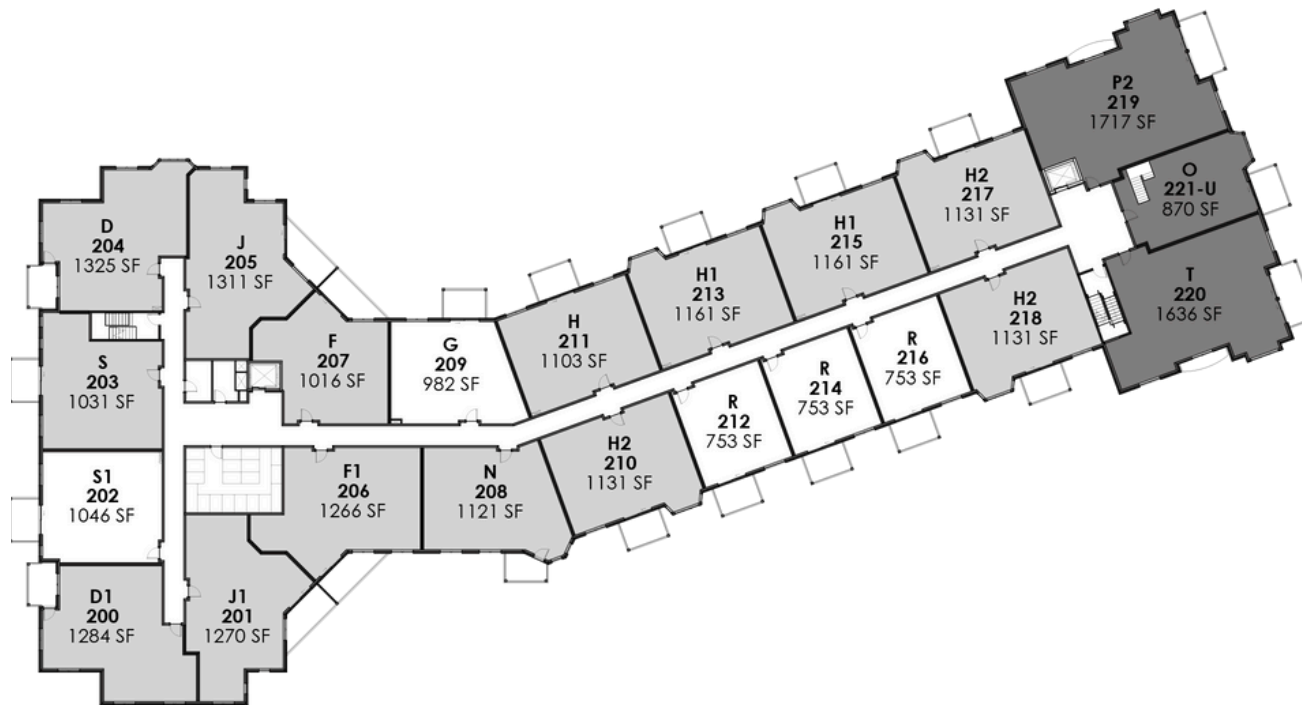 P2
219
1717 SF
O
221-U
870 SF
T
220
1636 SF
H2
217
1131 SF
H2
218
1131 SF
H1
215
1161 SF
R
216
753 SF
H1
213
1161 SF
R
214
753 SF
H
211
1103 SF
R
212
753 SF
G
209
982 SF
H2
210
1131 SF
F
207
1016 SF
N
208
1121 SF
J
205
1311 SF
F1
206
1266 SF
D
204
1325 SF
S
203
1031 SF
S1
202
1046 SF
J1
201
1270 SF
D1
200
1284 SF